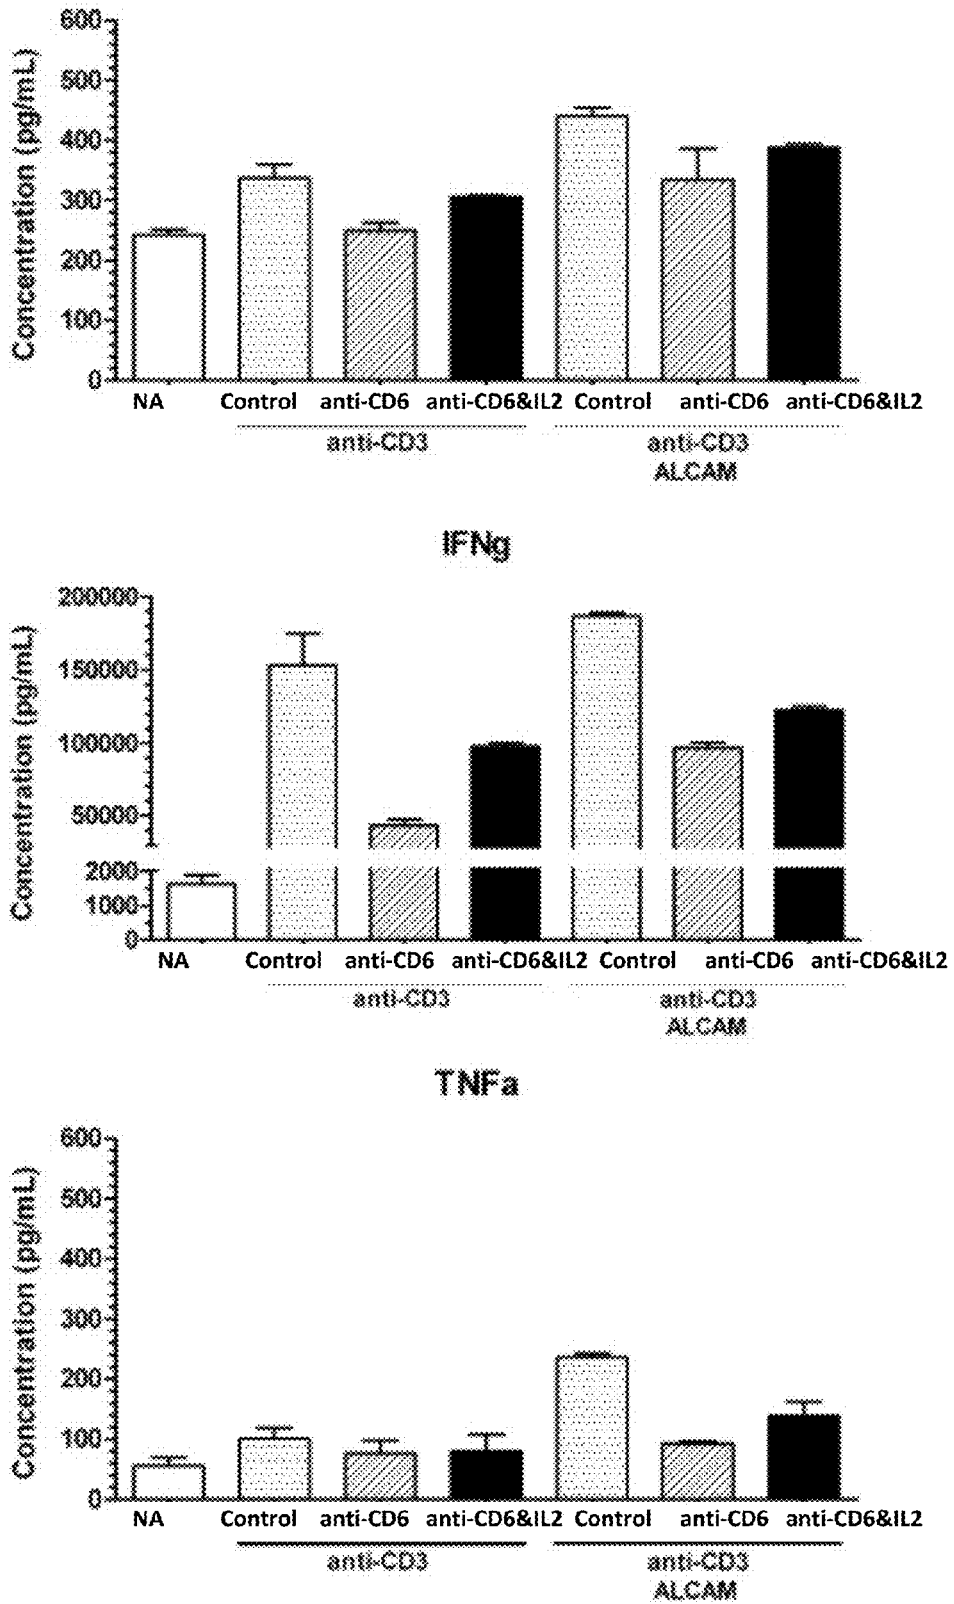 600
500
400
300
200
100
0
Concentration (pg/mL)
NA Control anti-CD6 anti-CD6&IL2 Control anti-CD6 anti-CD6&IL2
anti-CD3 anti-CD3
ALCAM
IFNg
200000
150000
100000
50000
2000
1000
0
Concentration (pg/mL)
NA Control anti-CD6 anti-CD6&IL2 Control anti-CD6 anti-CD6&IL2
anti-CD3 anti-CD3
ALCAM
TNFa
600
500
400
300
200
100
0
Concentration (pg/mL)
NA Control anti-CD6 anti-CD6&IL2 Control anti-CD6 anti-CD6&IL2
anti-CD3 anti-CD3
ALCAM